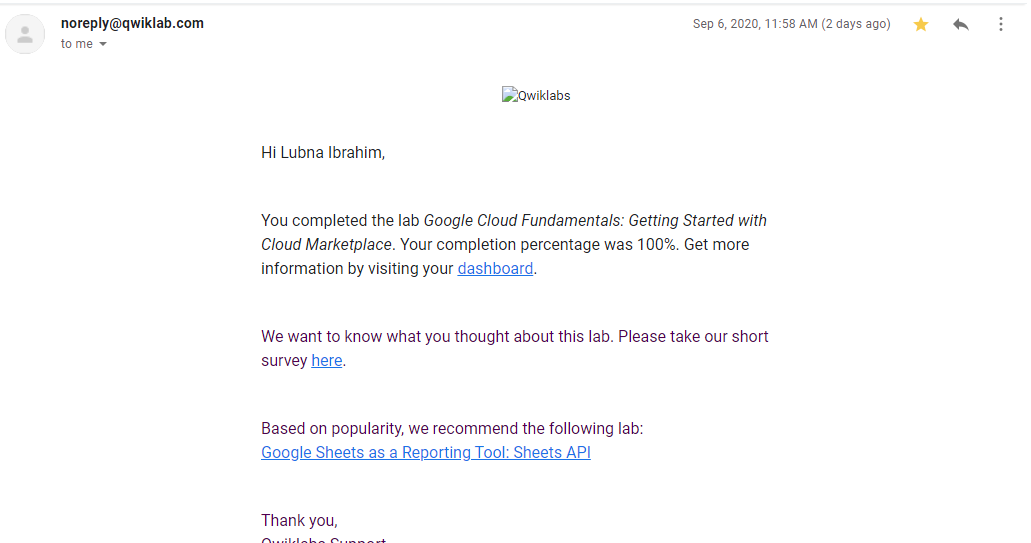 noreply@qwiklab.com
Sep 6, 2020, 11:58 AM (2 days ago)
to me
Qwiklabs
Hi Lubna Ibrahim,
You completed the lab Google Cloud Fundamentals: Getting Started with
Cloud Marketplace. Your completion percentage was 100%. Get more
information by visiting your dashboard.
We want to know what you thought about this lab. Please take our short
survey here.
Based on popularity, we recommend the following lab:
Google Sheets as a Reporting Tool: Sheets API
Thank you,
Qwiklabs Support